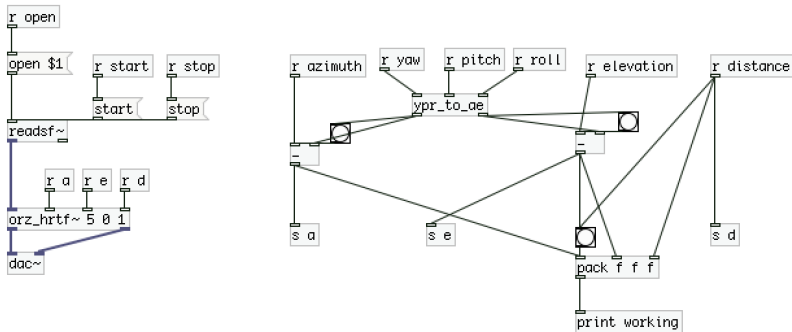 r open
open $1
r start
r stop
start
stop
readsf~
r a
r e
r d
orz_hrtf~ 5 0 1
dac~
r azimuth
r yaw
r pitch
r roll
r elevation
r distance
ypr_to_ae
-
-
s a
s e
s d
pack f f f
print working